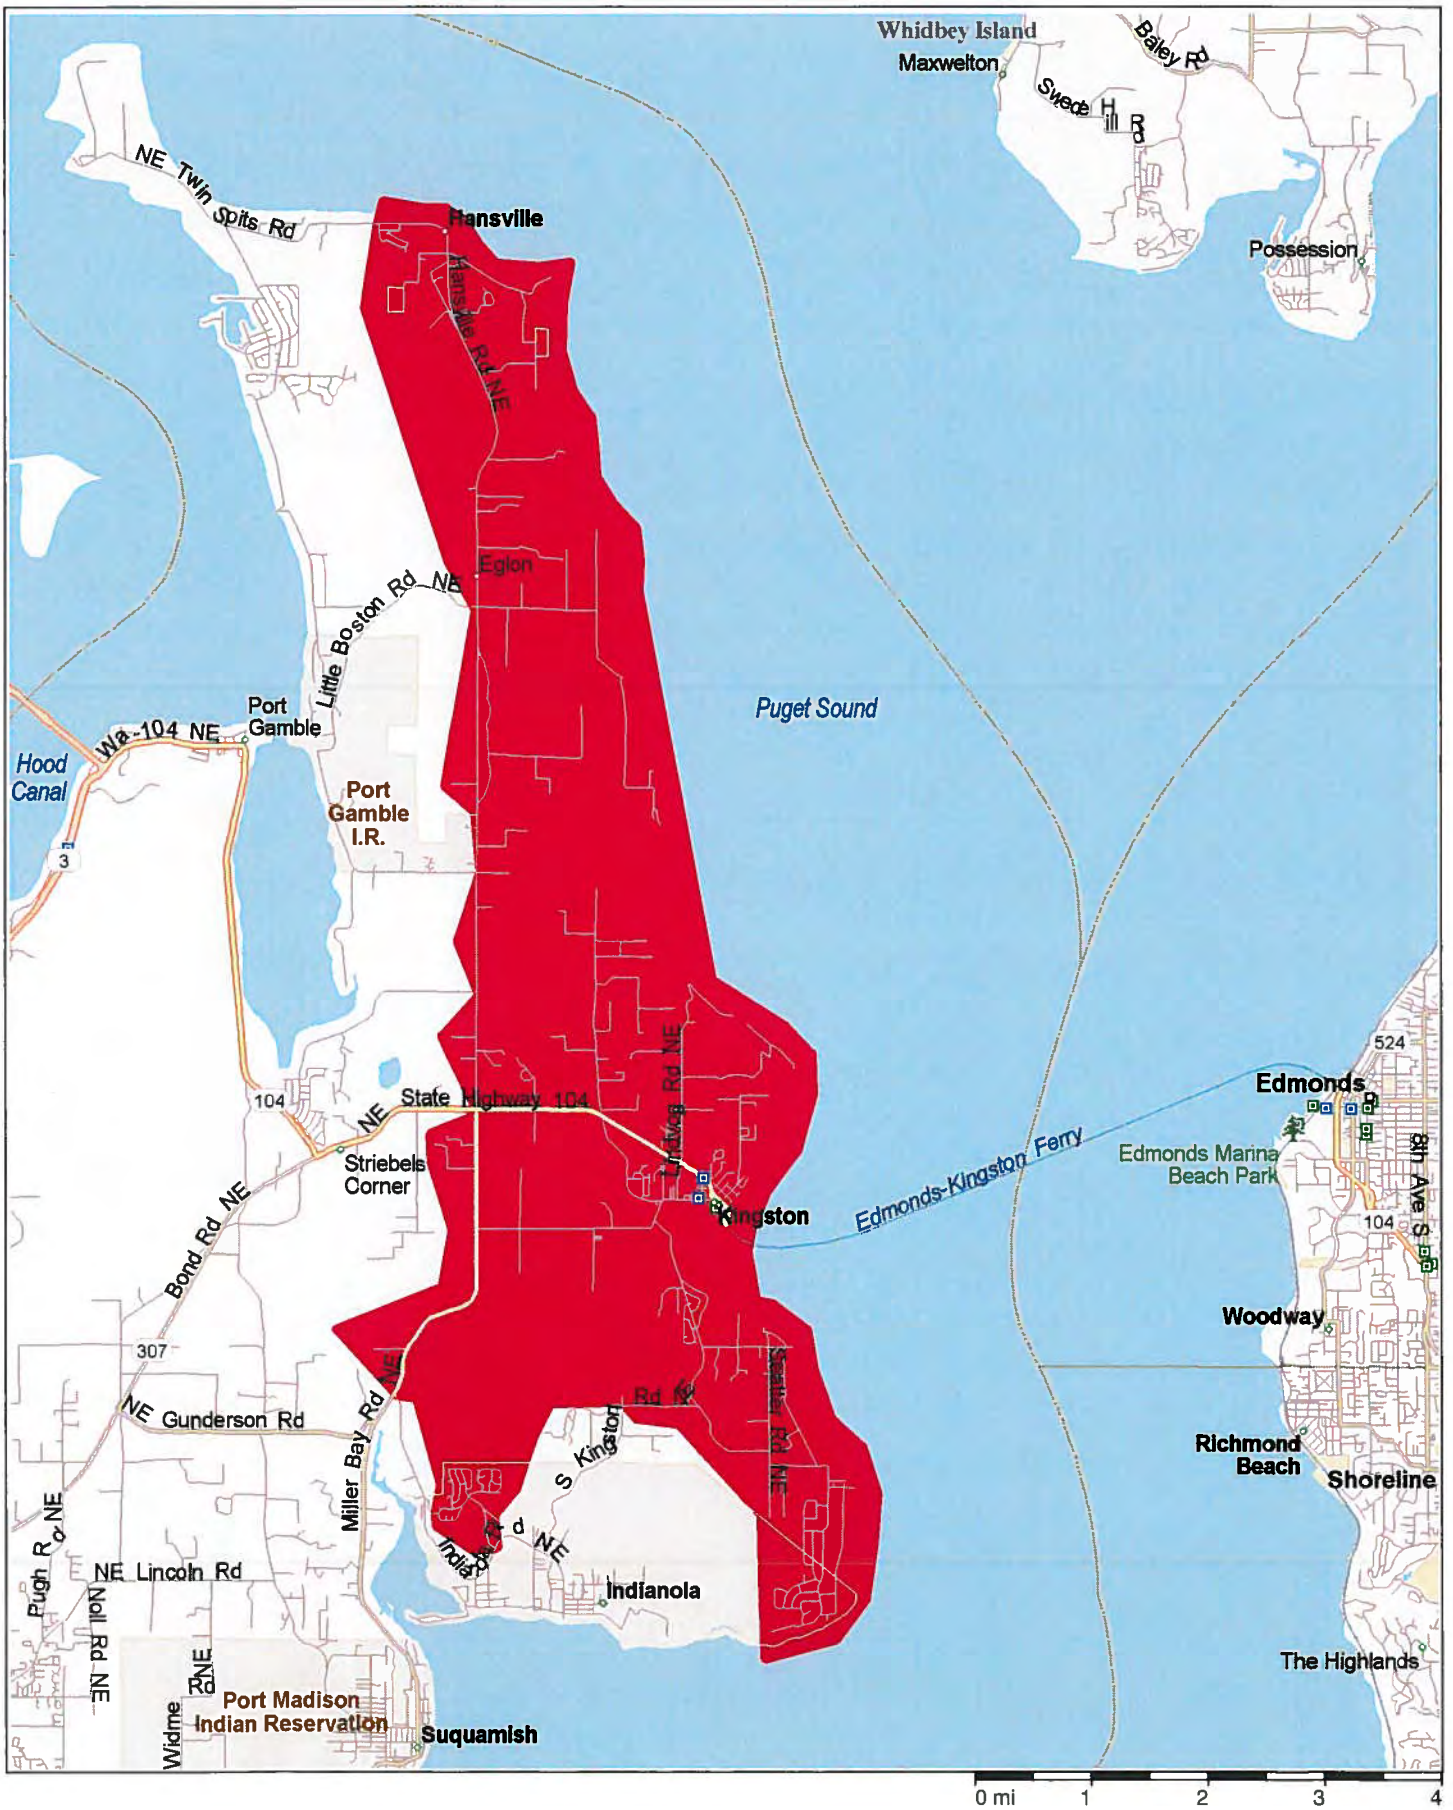 Whidbey Island
Maxwelton
Baley Rd
Swede Hill Rd
NE Twin Spits Rd
Hansville
Possession
Hansville Rd NE
Eglon
Little Boston Rd NE
Port
Gamble
Puget Sound
Wa-104 NE
Hood
Canal
Port
Gamble
I.R.
3
Lindvog Rd NE
524
Edmonds
104
NE
State Highway 104
Striebels
Corner
Edmonds Marina
Beach Park
8th Ave S
Edmonds-Kingston Ferry
Kingston
104
Bond Rd NE
Woodway
307
NE
Rd NE
NE Gunderson Rd
Miller Bay Rd
S Kingston
Richmond
Beach
Shoreline
Rd NE
Pugh Rd NE
NE Lincoln Rd
Indianola
Noll Rd NE
The Highlands
Widme Rd NE
Port Madison
Indian Reservation
Suquamish
0 mi 1 2 3 4